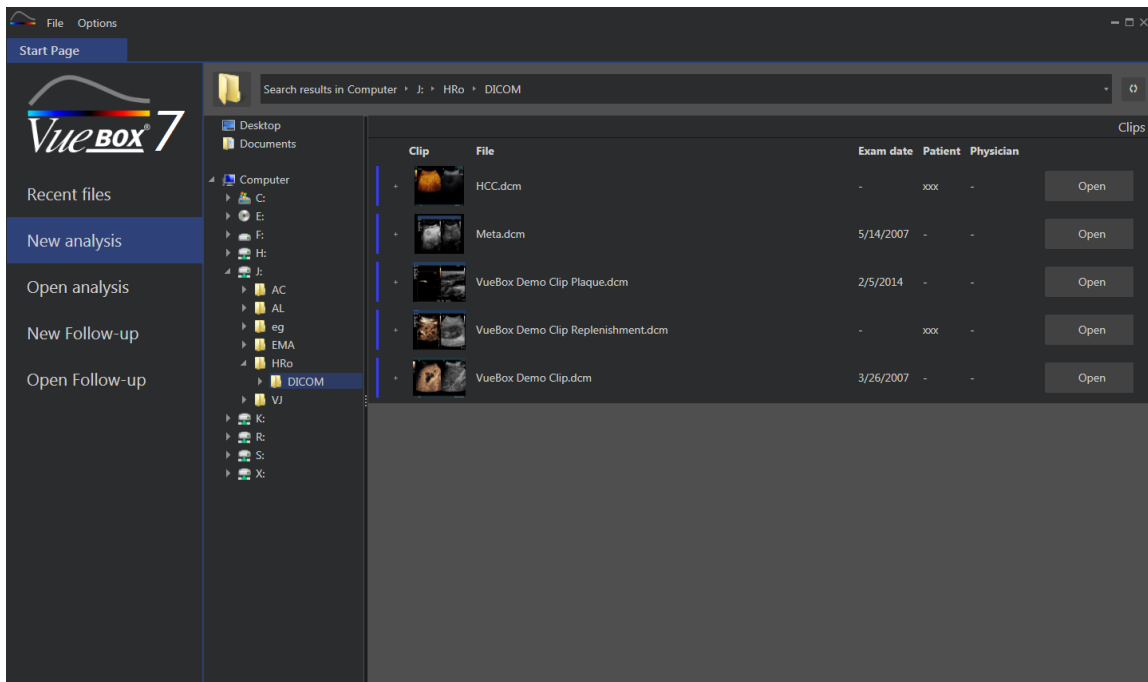 File Options
Start Page
VUEBOX® 7
Recent files
New analysis
Open analysis
New Follow-up
Open Follow-up
Search results in Computer J: HRo DICOM
Desktop
Documents
Computer
C:
E:
F:
H:
J:
AC
AL
eg
EMA
HRo
DICOM
VJ
K:
R:
S:
X:
Clips
Clip File Exam date Patient Physician
+ HCC.dcm - xxx - Open
+ Meta.dcm 5/14/2007 - - Open
+ VueBox Demo Clip Plaque.dcm 2/5/2014 - - Open
+ VueBox Demo Clip Replenishment.dcm - xxx - Open
+ VueBox Demo Clip.dcm 3/26/2007 - - Open